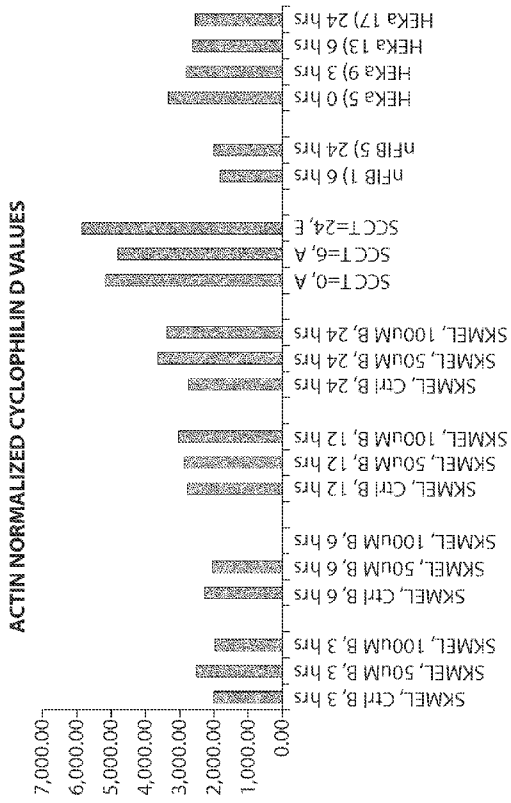 ACTIN NORMALIZED CYCLOPHILIN D VALUES
7,000.00
6,000.00
5,000.00
4,000.00
3,000.00
2,000.00
1,000.00
0.00
SKMEL, Ctrl B, 3 hrs
SKMEL, 50uM B, 3 hrs
SKMEL, 100uM B, 3 hrs
SKMEL, Ctrl B, 6 hrs
SKMEL, 50uM B, 6 hrs
SKMEL, 100uM B, 6 hrs
SKMEL, Ctrl B, 12 hrs
SKMEL, 50uM B, 12 hrs
SKMEL, 100uM B, 12 hrs
SKMEL, Ctrl B, 24 hrs
SKMEL, 50uM B, 24 hrs
SKMEL, 100uM B, 24 hrs
SCCT=0, A
SCCT=6, A
SCCT=24, E
nFIB 1) 6 hrs
nFIB 5) 24 hrs
HEKa 5) 0 hrs
HEKa 9) 3 hrs
HEKa 13) 6 hrs
HEKa 17) 24 hrs